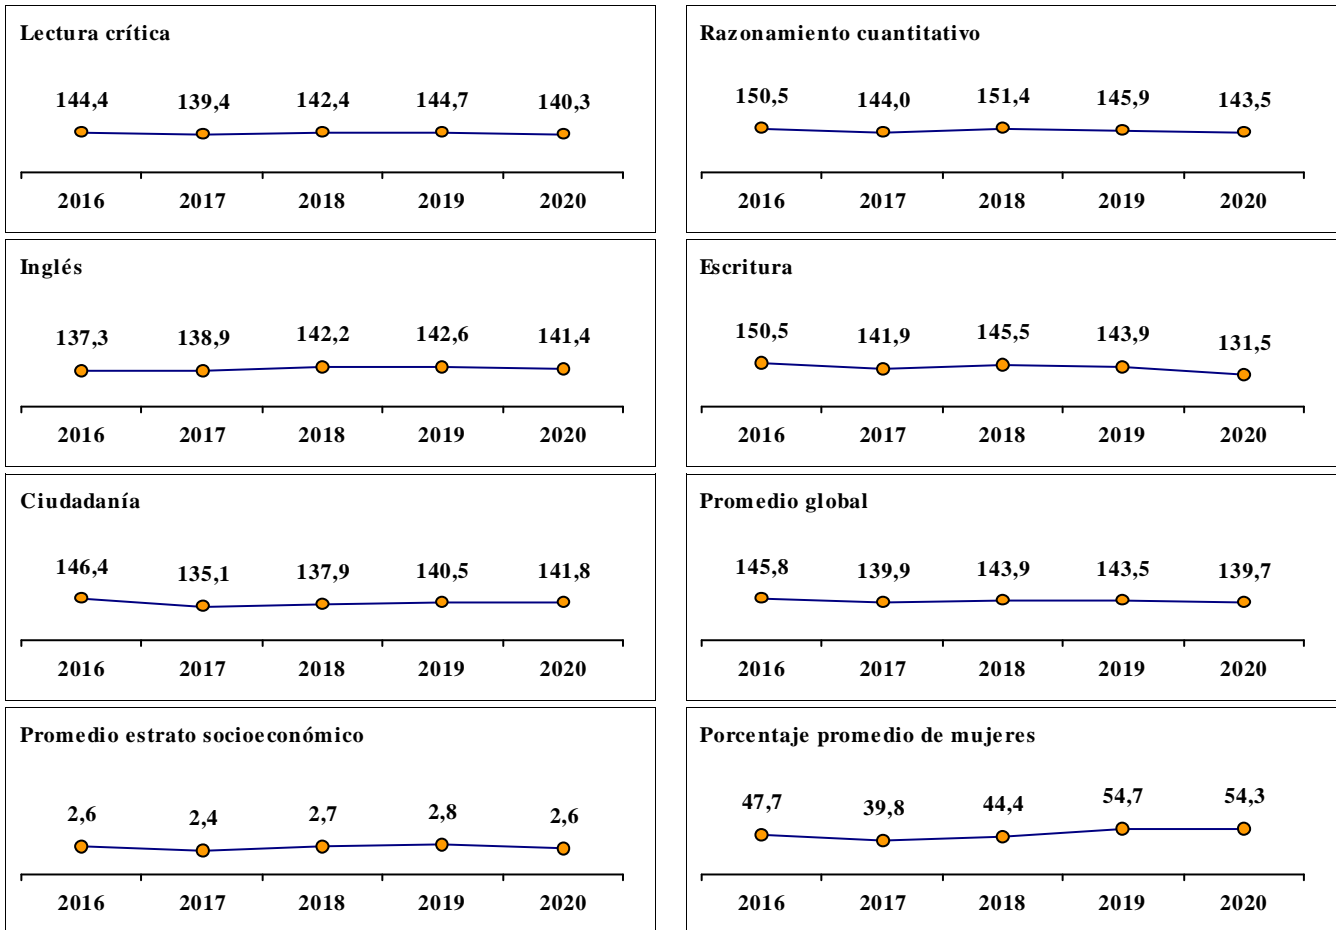 Lectura crítica
144,4 139,4 142,4 144,7 140,3
2016 2017 2018 2019 2020
Razonamiento cuantitativo
150,5 144,0 151,4 145,9 143,5
2016 2017 2018 2019 2020
Inglés
137,3 138,9 142,2 142,6 141,4
2016 2017 2018 2019 2020
Escritura
150,5 141,9 145,5 143,9 131,5
2016 2017 2018 2019 2020
Ciudadanía
146,4 135,1 137,9 140,5 141,8
2016 2017 2018 2019 2020
Promedio global
145,8 139,9 143,9 143,5 139,7
2016 2017 2018 2019 2020
Promedio estrato socioeconómico
2,6 2,4 2,7 2,8 2,6
2016 2017 2018 2019 2020
Porcentaje promedio de mujeres
47,7 39,8 44,4 54,7 54,3
2016 2017 2018 2019 2020